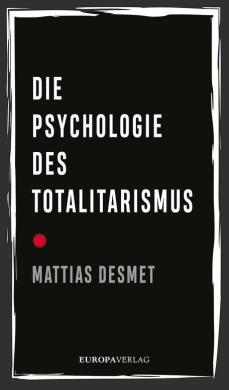 DIE
PSYCHOLOGIE
DES
TOTALITARISMUS
MATTIAS DESMET
EUROPAVERLAG